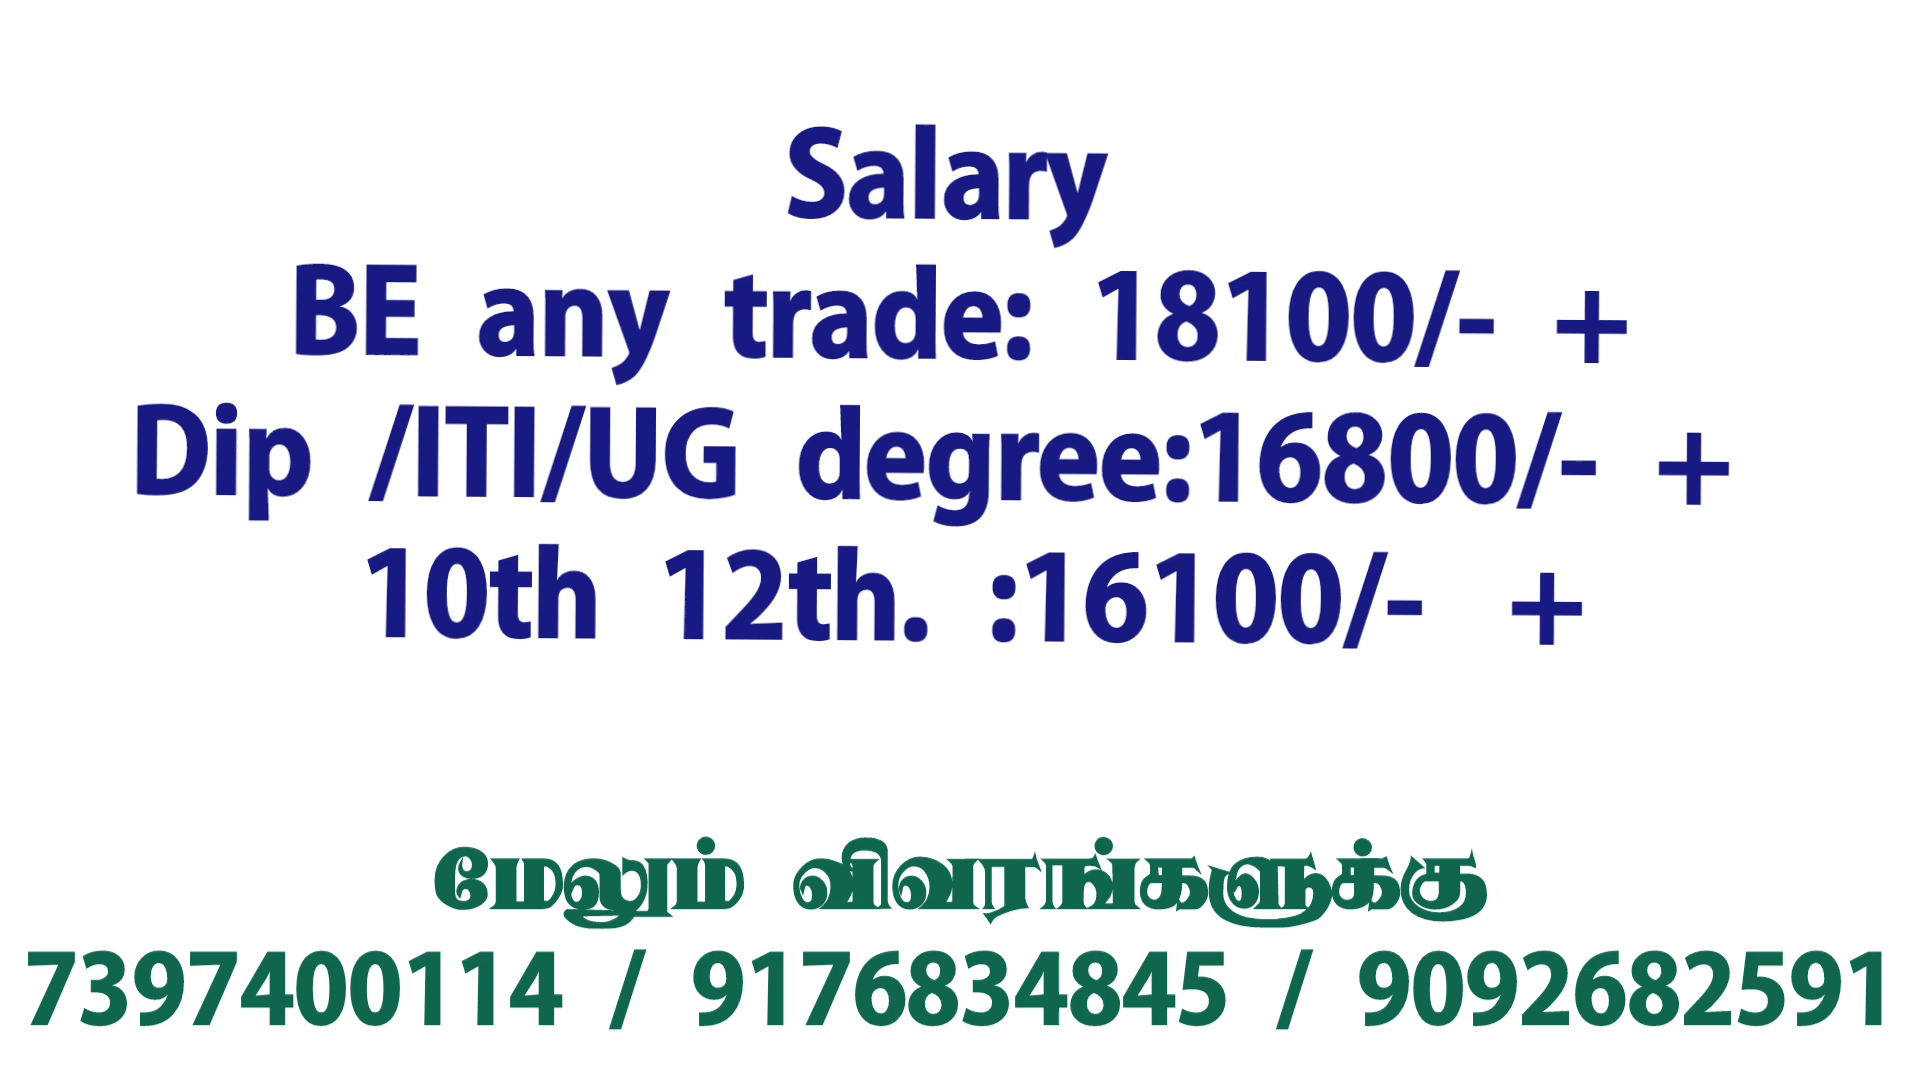 Salary
BE any trade: 18100/- +
Dip /ITI/UG degree:16800/- +
10th 12th. :16100/- +
மேலும் விவரங்களுக்கு
7397400114 / 9176834845 / 9092682591